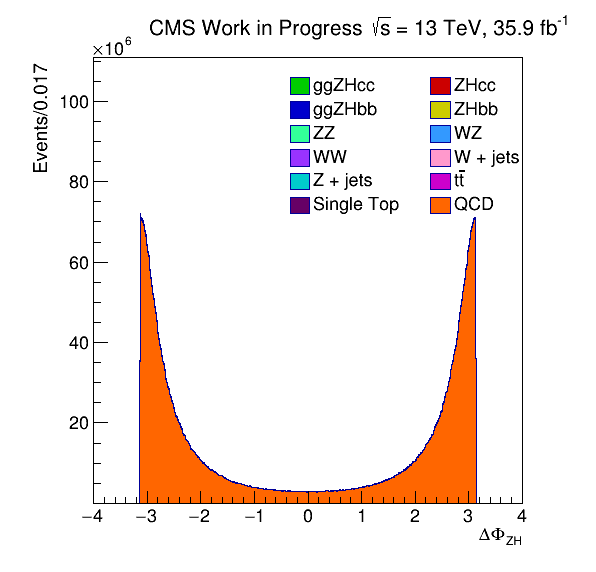 CMS Work in Progress √s = 13 TeV, 35.9 fb⁻¹
×10⁶
Events/0.017
100
80
60
40
20
ggZHcc ZHcc
ggZHbb ZHbb
ZZ WZ
WW W + jets
Z + jets tt̄
Single Top QCD
−4 −3 −2 −1 0 1 2 3 4
ΔΦ_ZH